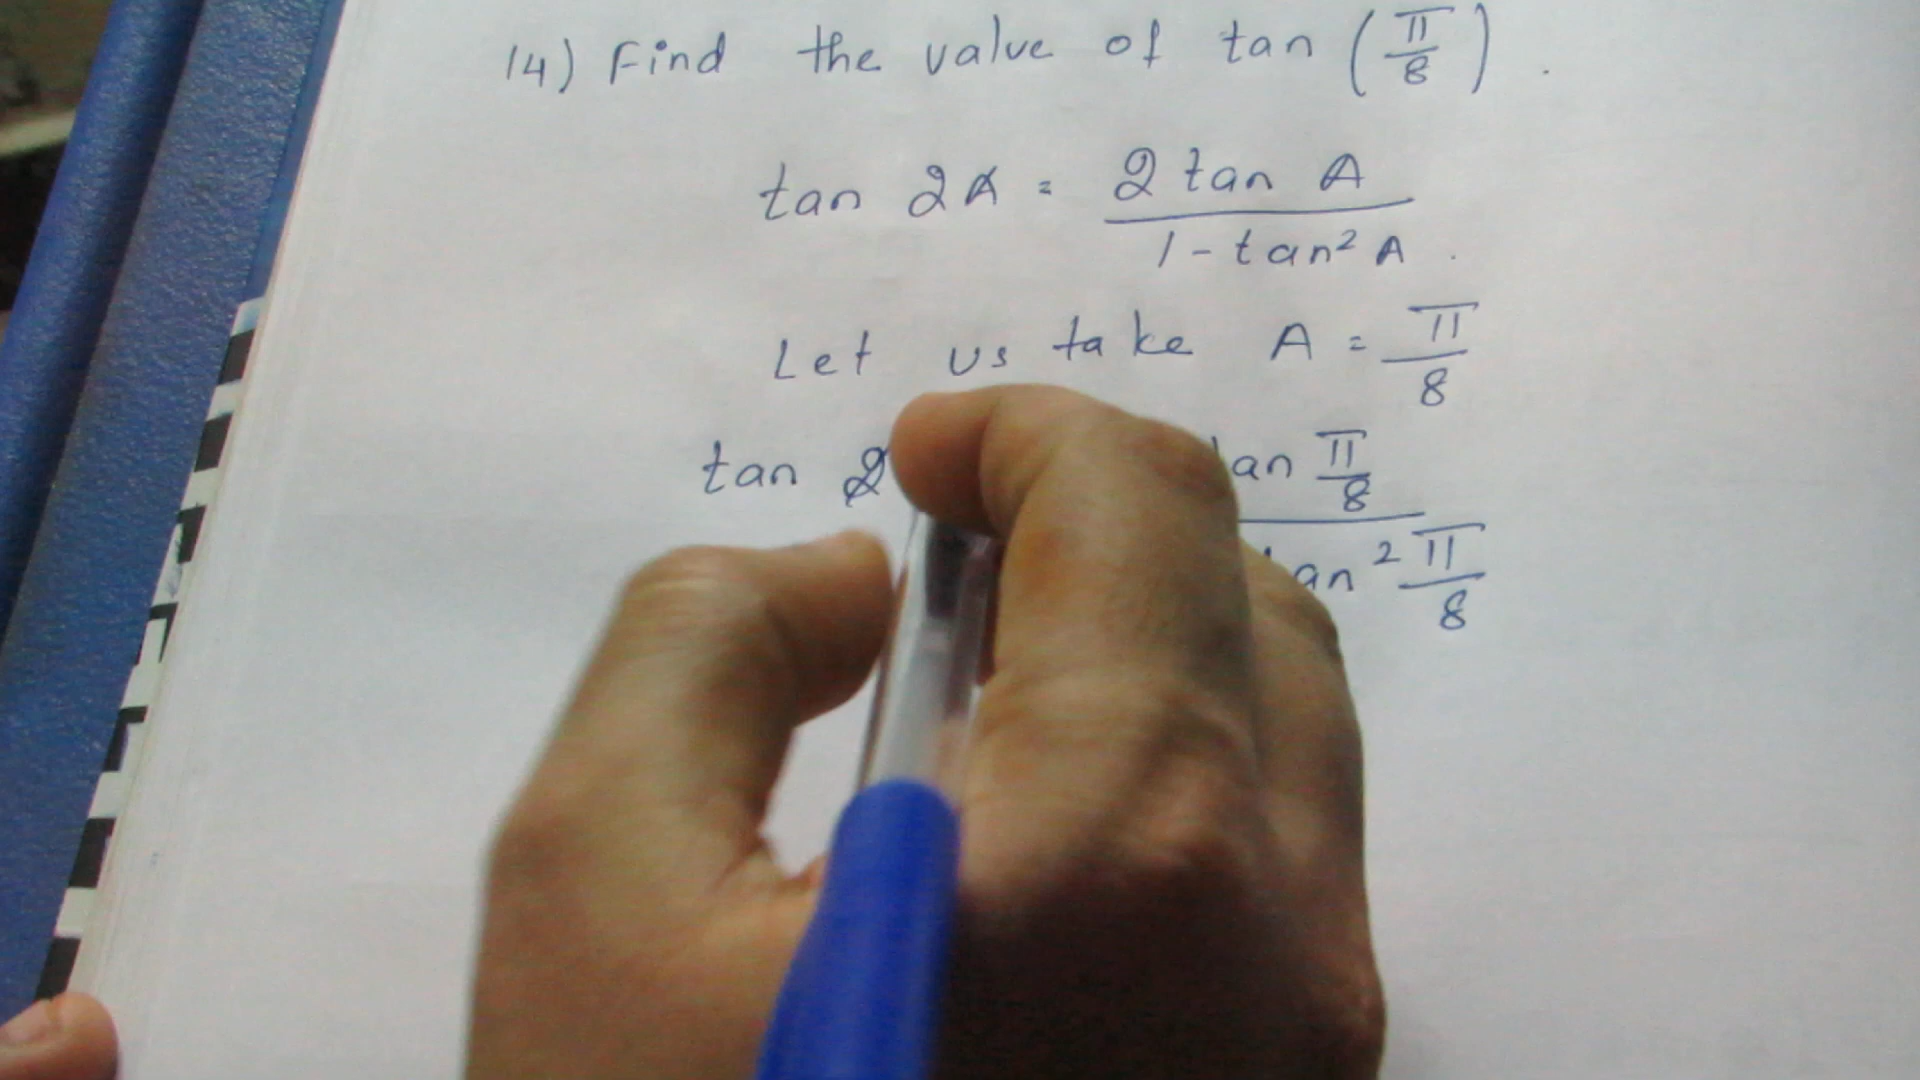 14) Find the value of tan (π/8).
tan 2A = 2 tan A / 1 - tan² A.
Let us take A = π/8
tan 2 an π/8
an² π/8